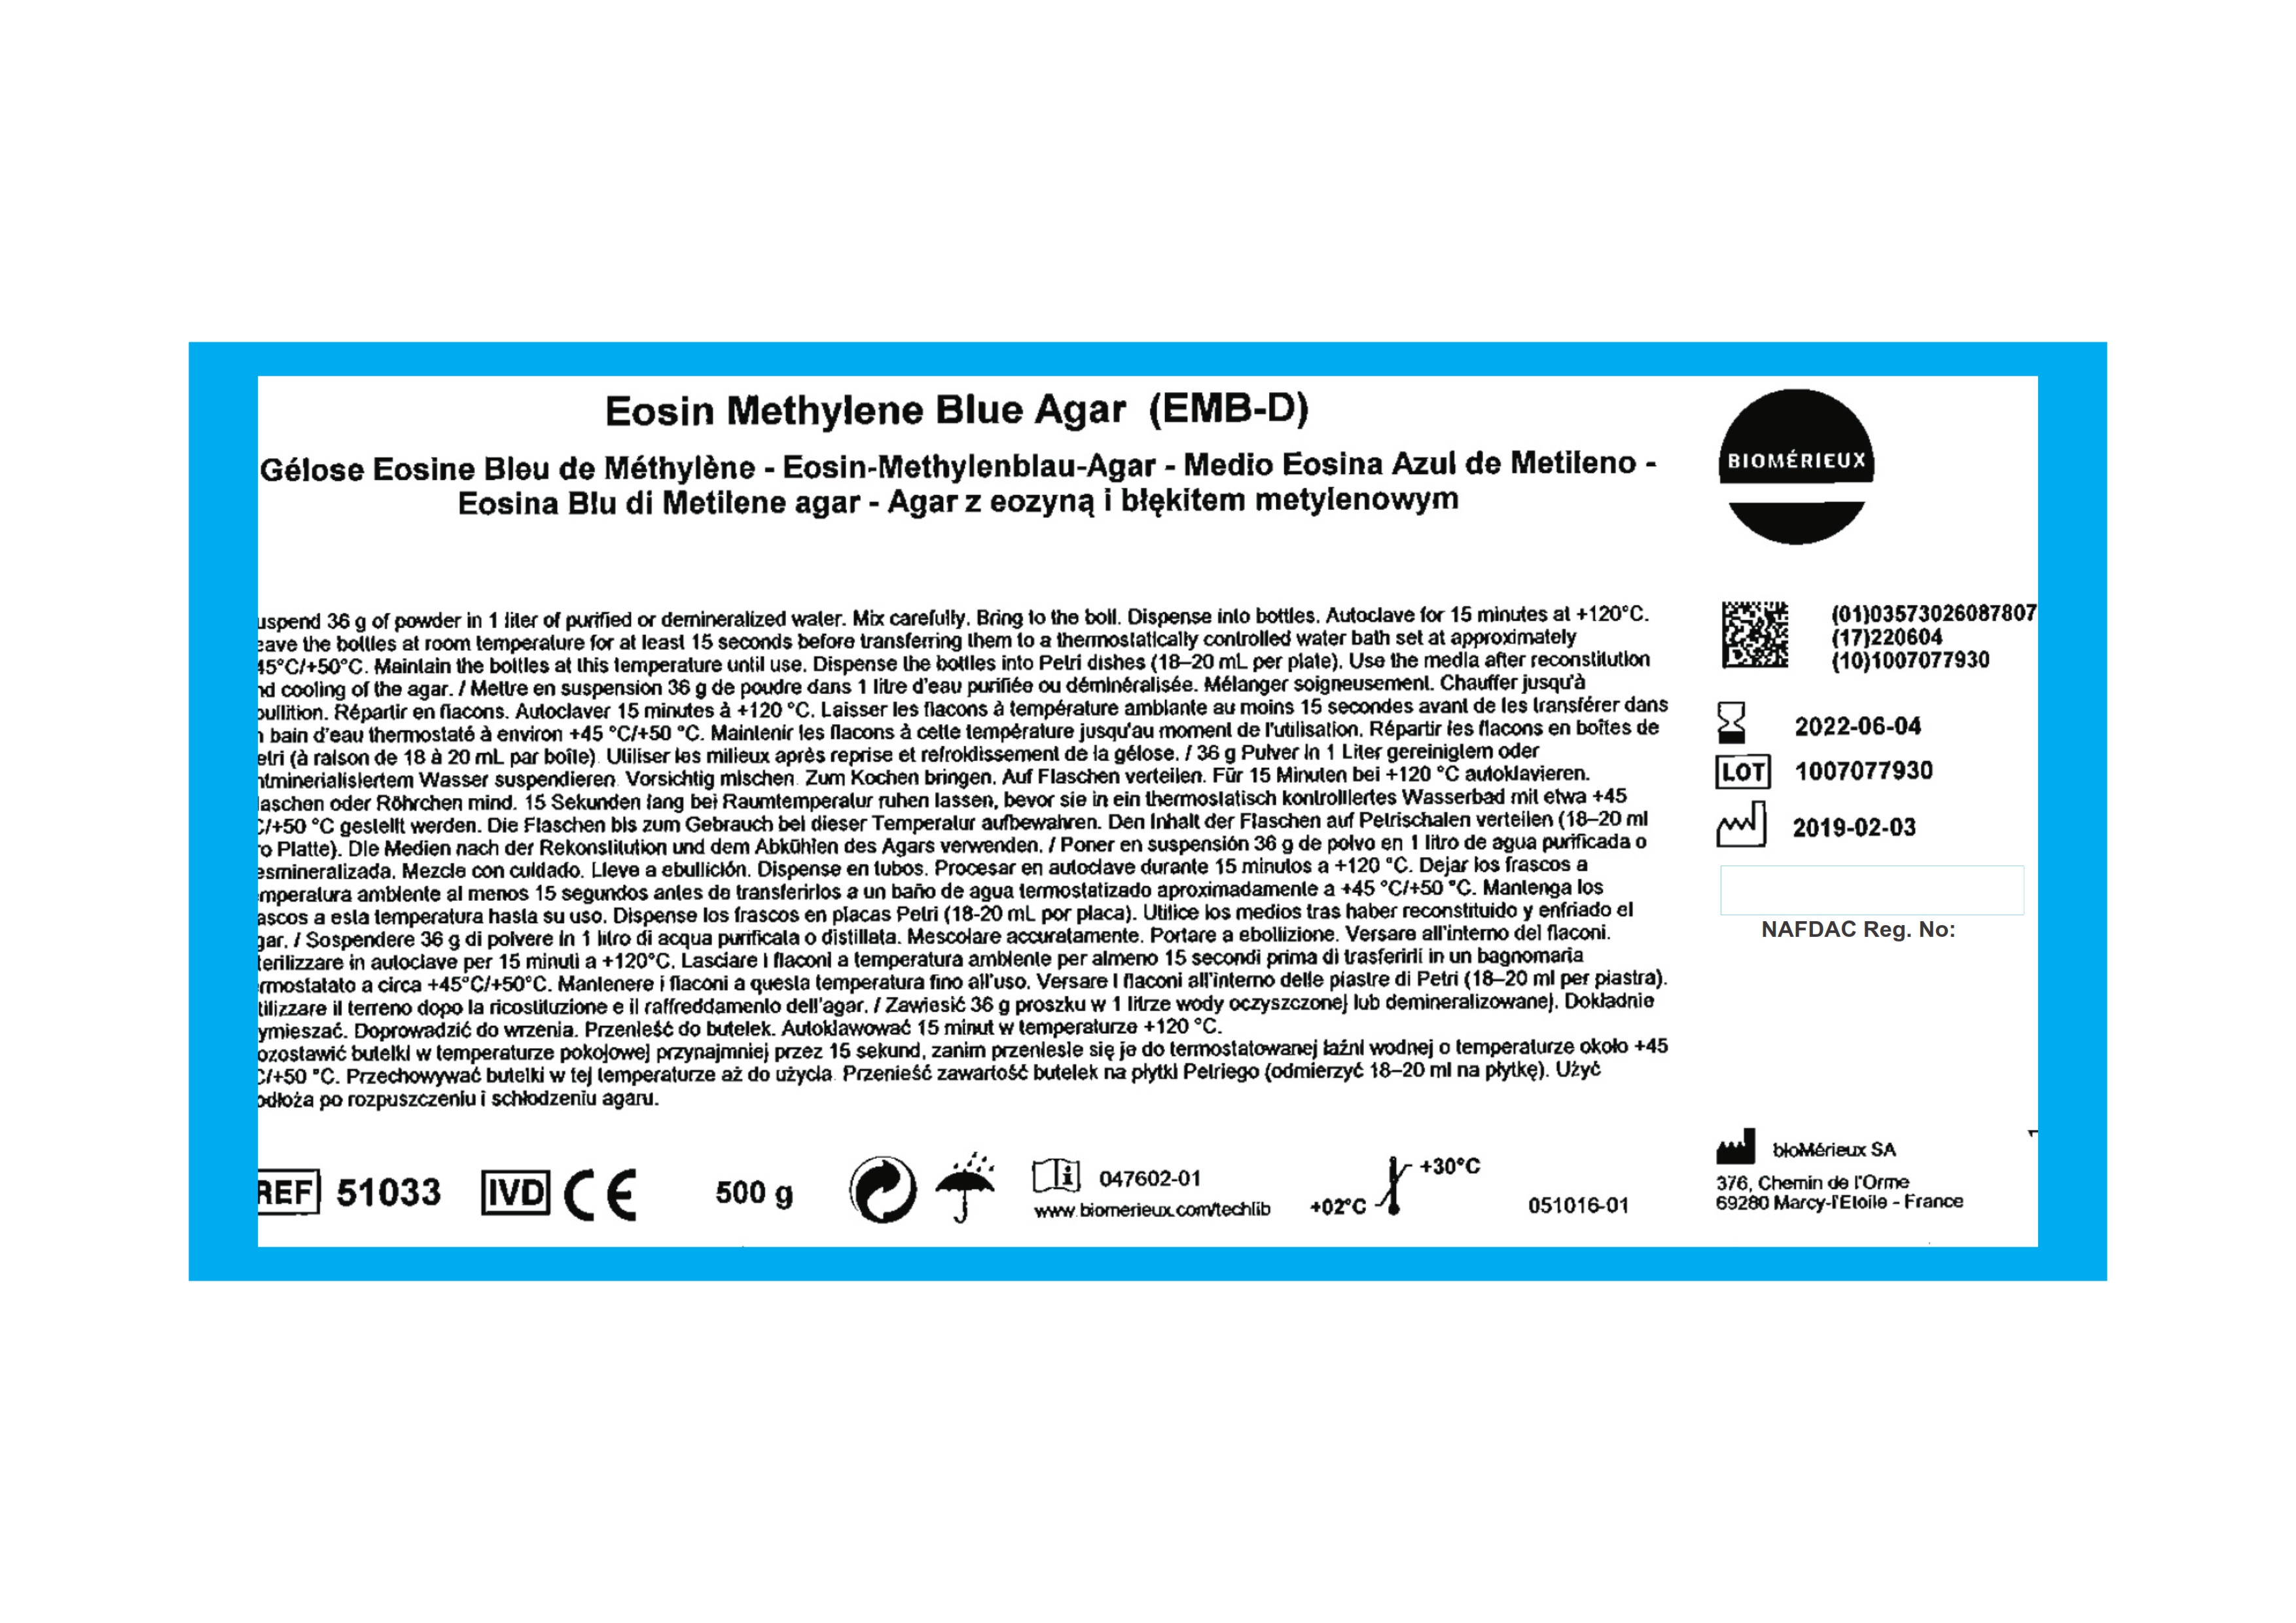 Eosin Methylene Blue Agar (EMB-D)
Gélose Eosine Bleu de Méthylène - Eosin-Methylenblau-Agar - Medio Eosina Azul de Metileno -
Eosina Blu di Metilene agar - Agar z eozyną i błękitem metylenowym
BIOMÉRIEUX
uspend 36 g of powder in 1 liter of purified or demineralized water. Mix carefully. Bring to the boil. Dispense into bottles. Autoclave for 15 minutes at +120°C.
eave the bottles at room temperature for at least 15 seconds before transferring them to a thermostatically controlled water bath set at approximately
45°C/+50°C. Maintain the bottles at this temperature until use. Dispense the bottles into Petri dishes (18–20 mL per plate). Use the media after reconstitution
nd cooling of the agar. / Mettre en suspension 36 g de poudre dans 1 litre d'eau purifiée ou déminéralisée. Mélanger soigneusement. Chauffer jusqu'à
bullition. Répartir en flacons. Autoclaver 15 minutes à +120 °C. Laisser les flacons à température ambiante au moins 15 secondes avant de les transférer dans
n bain d'eau thermostaté à environ +45 °C/+50 °C. Maintenir les flacons à cette température jusqu'au moment de l'utilisation. Répartir les flacons en boîtes de
etri (à raison de 18 à 20 mL par boîte). Utiliser les milieux après reprise et refroidissement de la gélose. / 36 g Pulver in 1 Liter gereinigtem oder
ntminerialisiertem Wasser suspendieren. Vorsichtig mischen. Zum Kochen bringen. Auf Flaschen verteilen. Für 15 Minuten bei +120 °C autoklavieren.
laschen oder Röhrchen mind. 15 Sekunden lang bei Raumtemperatur ruhen lassen, bevor sie in ein thermostatisch kontrolliertes Wasserbad mit etwa +45
C/+50 °C gestellt werden. Die Flaschen bis zum Gebrauch bei dieser Temperatur aufbewahren. Den Inhalt der Flaschen auf Petrischalen verteilen (18–20 ml
ro Platte). Die Medien nach der Rekonstitution und dem Abkühlen des Agars verwenden. / Poner en suspensión 36 g de polvo en 1 litro de agua purificada o
esmineralizada. Mezcle con cuidado. Lleve a ebullición. Dispense en tubos. Procesar en autoclave durante 15 minutos a +120 °C. Dejar los frascos a
mperatura ambiente al menos 15 segundos antes de transferirlos a un baño de agua termostatizado aproximadamente a +45 °C/+50 °C. Mantenga los
ascos a esta temperatura hasta su uso. Dispense los frascos en placas Petri (18-20 mL por placa). Utilice los medios tras haber reconstituido y enfriado el
gar. / Sospendere 36 g di polvere in 1 litro di acqua purificata o distillata. Mescolare accuratamente. Portare a ebollizione. Versare all'interno dei flaconi.
terilizzare in autoclave per 15 minuti a +120°C. Lasciare i flaconi a temperatura ambiente per almeno 15 secondi prima di trasferirli in un bagnomaria
rmostatato a circa +45°C/+50°C. Mantenere i flaconi a questa temperatura fino all'uso. Versare i flaconi all'interno delle piastre di Petri (18–20 ml per piastra).
tilizzare il terreno dopo la ricostituzione e il raffreddamento dell'agar. / Zawiesić 36 g proszku w 1 litrze wody oczyszczonej lub demineralizowanej. Dokładnie
ymieszać. Doprowadzić do wrzenia. Przenieść do butelek. Autoklawować 15 minut w temperaturze +120 °C.
ozostawić butelki w temperaturze pokojowej przynajmniej przez 15 sekund, zanim przeniesie się je do termostatowanej łaźni wodnej o temperaturze około +45
C/+50 °C. Przechowywać butelki w tej temperaturze aż do użycia. Przenieść zawartość butelek na płytki Petriego (odmierzyć 18–20 ml na płytkę). Użyć
odłoża po rozpuszczeniu i schłodzeniu agaru.
(01)03573026087807
(17)220604
(10)1007077930
2022-06-04
LOT 1007077930
2019-02-03
NAFDAC Reg. No:
REF 51033 IVD CE 500 g
047602-01
www.biomerieux.com/techlib
+02°C +30°C
051016-01
bioMérieux SA
376, Chemin de l'Orme
69280 Marcy-l'Etoile - France